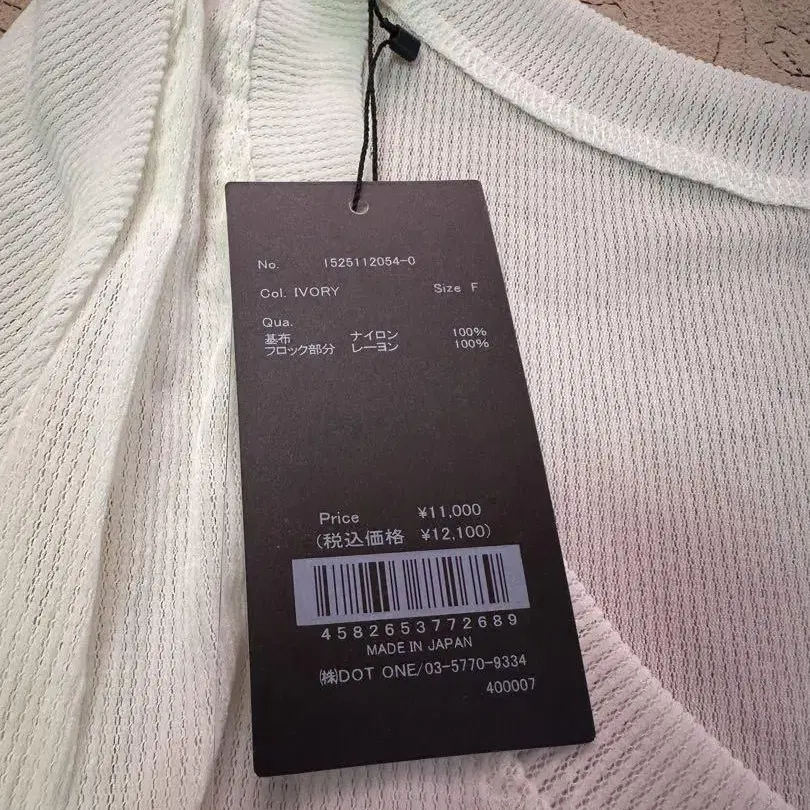 No. 1525112054-0
Col. IVORY Size F
Qua.
基布 ナイロン 100%
フロック部分 レーヨン 100%
Price ¥11,000
(税込価格 ¥12,100)
4582653772689
MADE IN JAPAN
㈱DOT ONE/03-5770-9334
400007